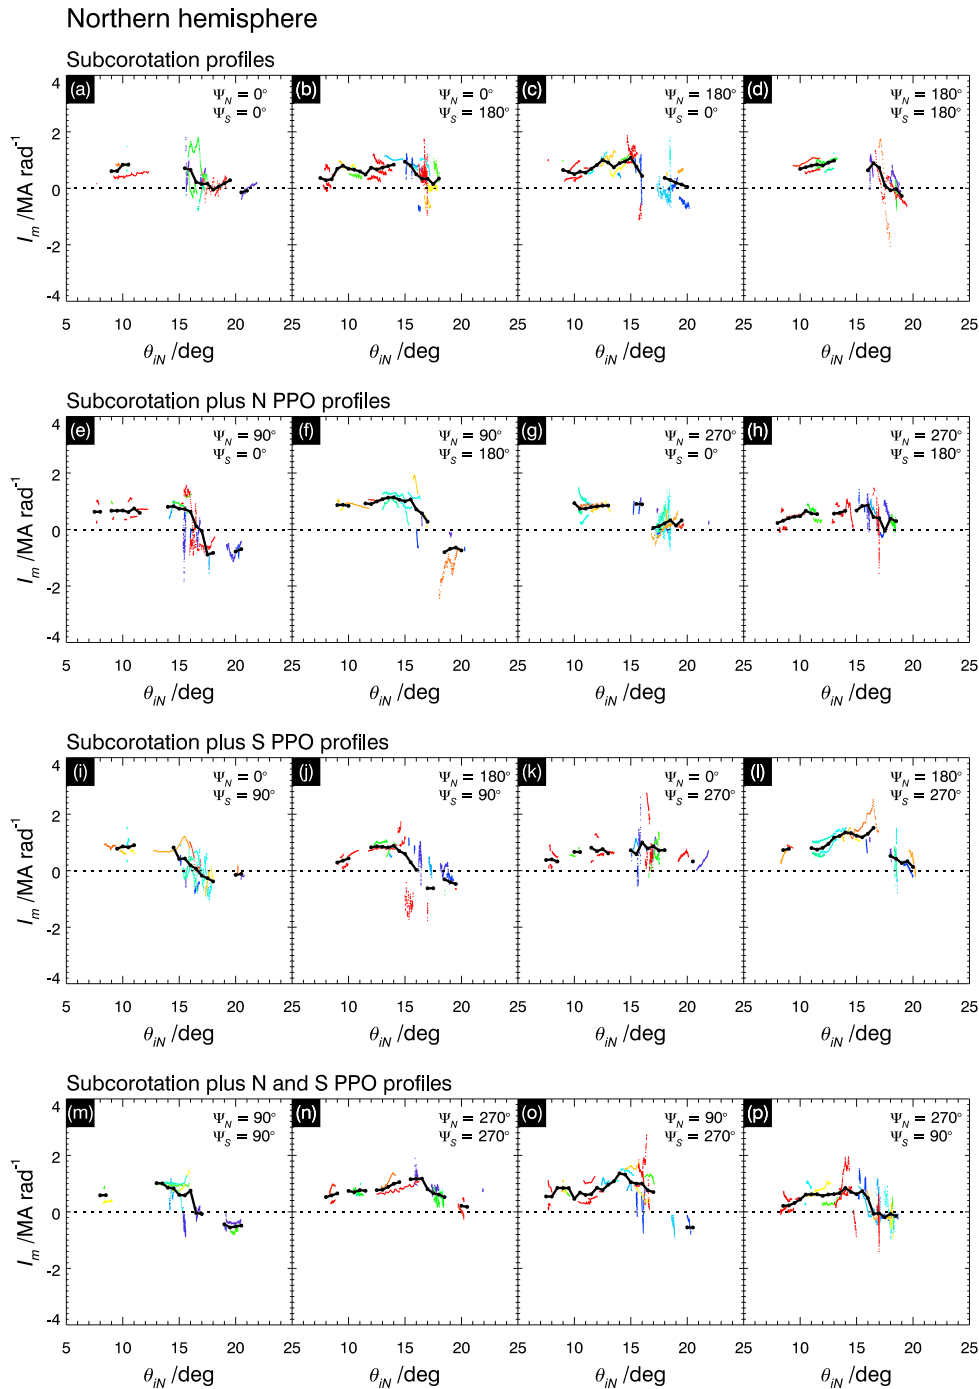 Northern hemisphere
Subcorotation profiles
(a) Ψ_N = 0° Ψ_S = 0°
(b) Ψ_N = 0° Ψ_S = 180°
(c) Ψ_N = 180° Ψ_S = 0°
(d) Ψ_N = 180° Ψ_S = 180°
I_m /MA rad⁻¹
4
2
0
-2
-4
5 10 15 20 25 10 15 20 25 10 15 20 25 10 15 20 25
θ_iN /deg θ_iN /deg θ_iN /deg θ_iN /deg
Subcorotation plus N PPO profiles
(e) Ψ_N = 90° Ψ_S = 0°
(f) Ψ_N = 90° Ψ_S = 180°
(g) Ψ_N = 270° Ψ_S = 0°
(h) Ψ_N = 270° Ψ_S = 180°
I_m /MA rad⁻¹
4
2
0
-2
-4
5 10 15 20 25 10 15 20 25 10 15 20 25 10 15 20 25
θ_iN /deg θ_iN /deg θ_iN /deg θ_iN /deg
Subcorotation plus S PPO profiles
(i) Ψ_N = 0° Ψ_S = 90°
(j) Ψ_N = 180° Ψ_S = 90°
(k) Ψ_N = 0° Ψ_S = 270°
(l) Ψ_N = 180° Ψ_S = 270°
I_m /MA rad⁻¹
4
2
0
-2
-4
5 10 15 20 25 10 15 20 25 10 15 20 25 10 15 20 25
θ_iN /deg θ_iN /deg θ_iN /deg θ_iN /deg
Subcorotation plus N and S PPO profiles
(m) Ψ_N = 90° Ψ_S = 90°
(n) Ψ_N = 270° Ψ_S = 270°
(o) Ψ_N = 90° Ψ_S = 270°
(p) Ψ_N = 270° Ψ_S = 90°
I_m /MA rad⁻¹
4
2
0
-2
-4
5 10 15 20 25 10 15 20 25 10 15 20 25 10 15 20 25
θ_iN /deg θ_iN /deg θ_iN /deg θ_iN /deg